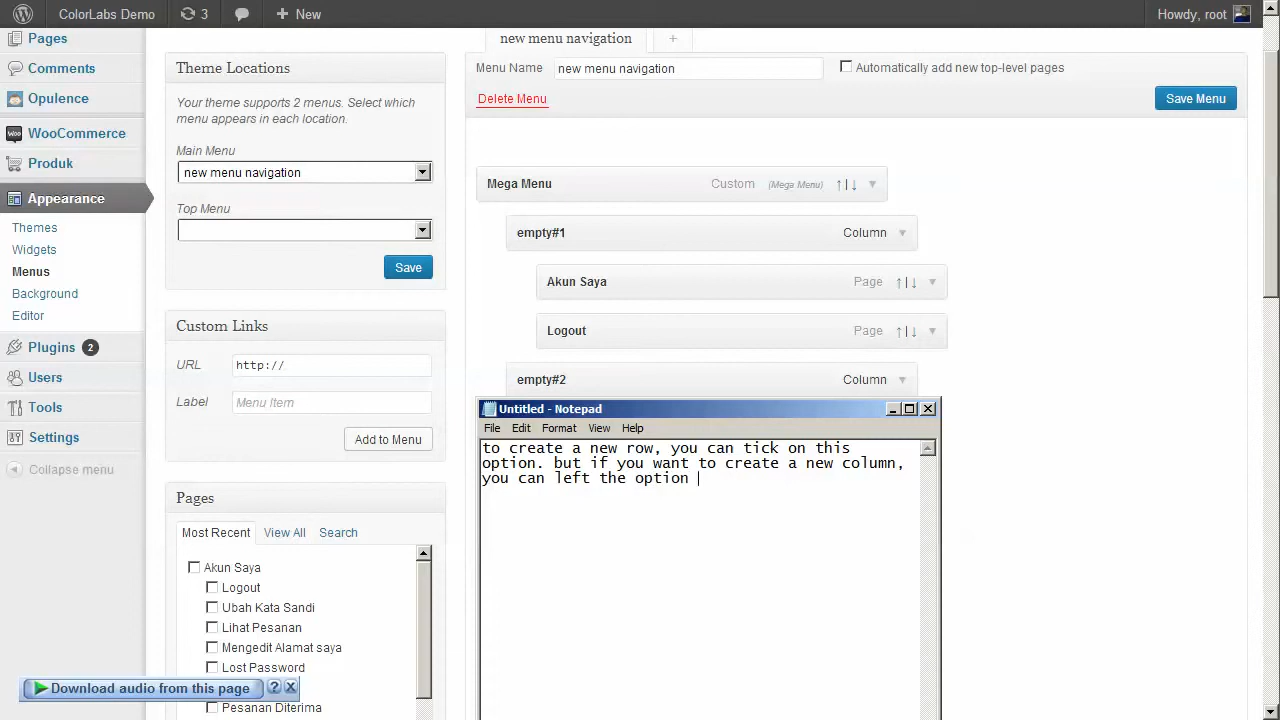 ColorLabs Demo 3 New Howdy, root
Pages
Comments
Opulence
WooCommerce
Produk
Appearance
Themes
Widgets
Menus
Background
Editor
Plugins 2
Users
Tools
Settings
Collapse menu
Theme Locations
Your theme supports 2 menus. Select which
menu appears in each location.
Main Menu
new menu navigation
Top Menu
Save
Custom Links
URL http://
Label Menu Item
Add to Menu
Pages
Most Recent View All Search
Akun Saya
Logout
Ubah Kata Sandi
Lihat Pesanan
Mengedit Alamat saya
Lost Password
Pesanan Diterima
new menu navigation +
Menu Name new menu navigation Automatically add new top-level pages
Delete Menu Save Menu
Mega Menu Custom (Mega Menu) ↑|↓
empty#1 Column
Akun Saya Page ↑|↓
Logout Page ↑|↓
empty#2 Column
Untitled - Notepad
File Edit Format View Help
to create a new row, you can tick on this
option. but if you want to create a new column,
you can left the option
Download audio from this page ?